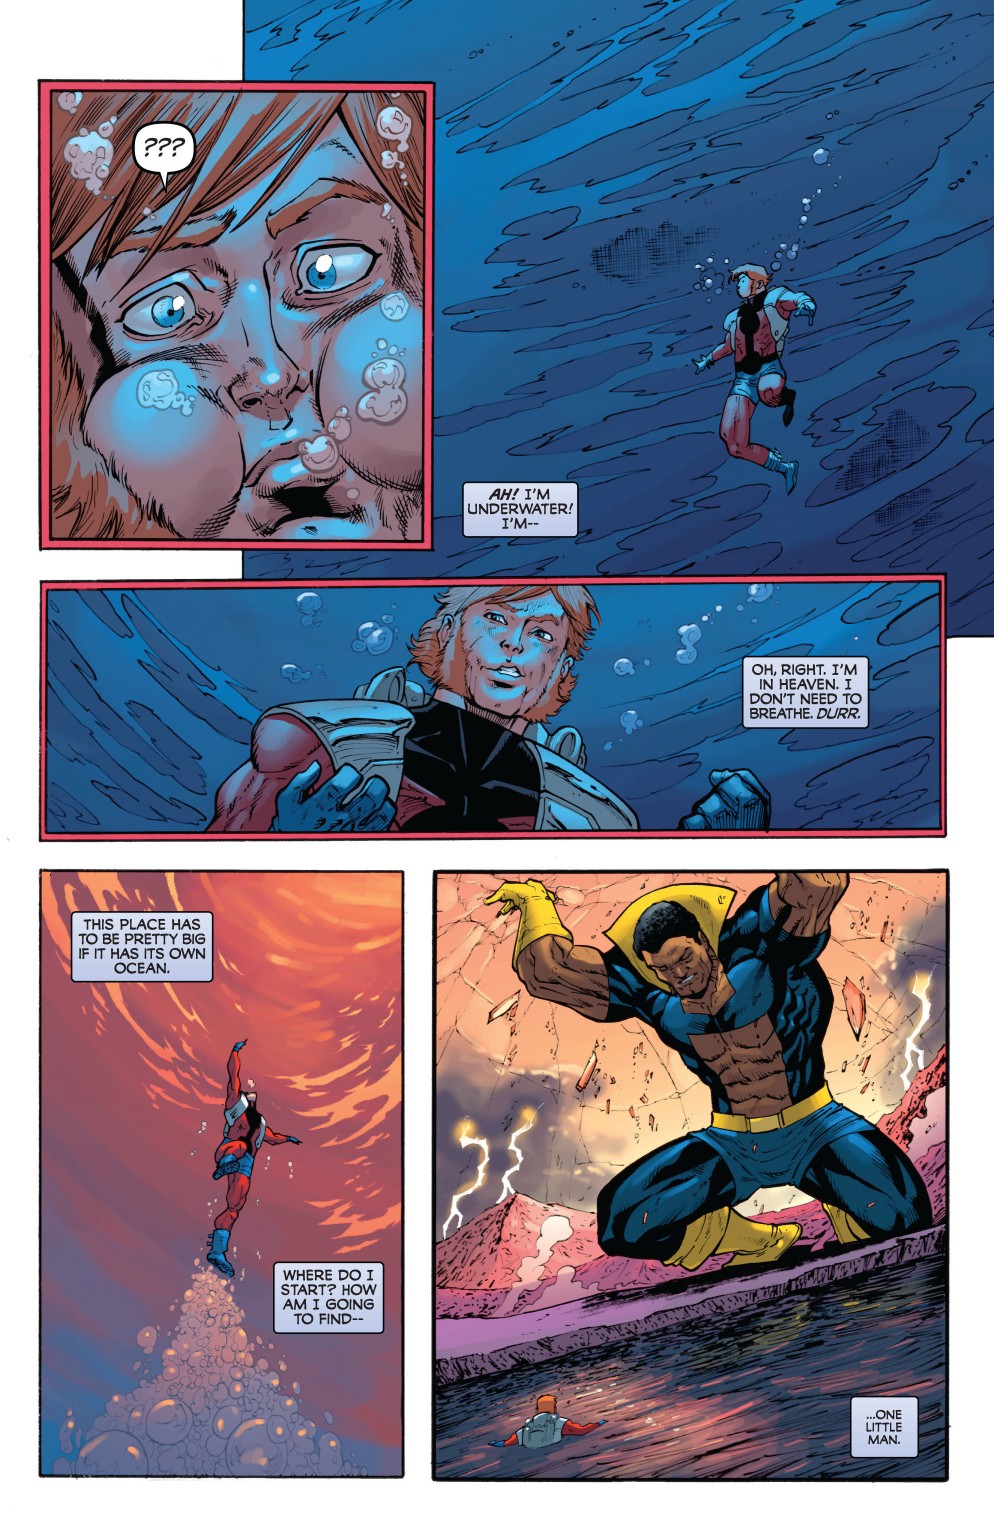 ???
AH! I'M
UNDERWATER!
I'M--
OH, RIGHT. I'M
IN HEAVEN. I
DON'T NEED TO
BREATHE. DURR.
THIS PLACE HAS
TO BE PRETTY BIG
IF IT HAS ITS OWN
OCEAN.
WHERE DO I
START? HOW
AM I GOING
TO FIND--
...ONE
LITTLE
MAN.